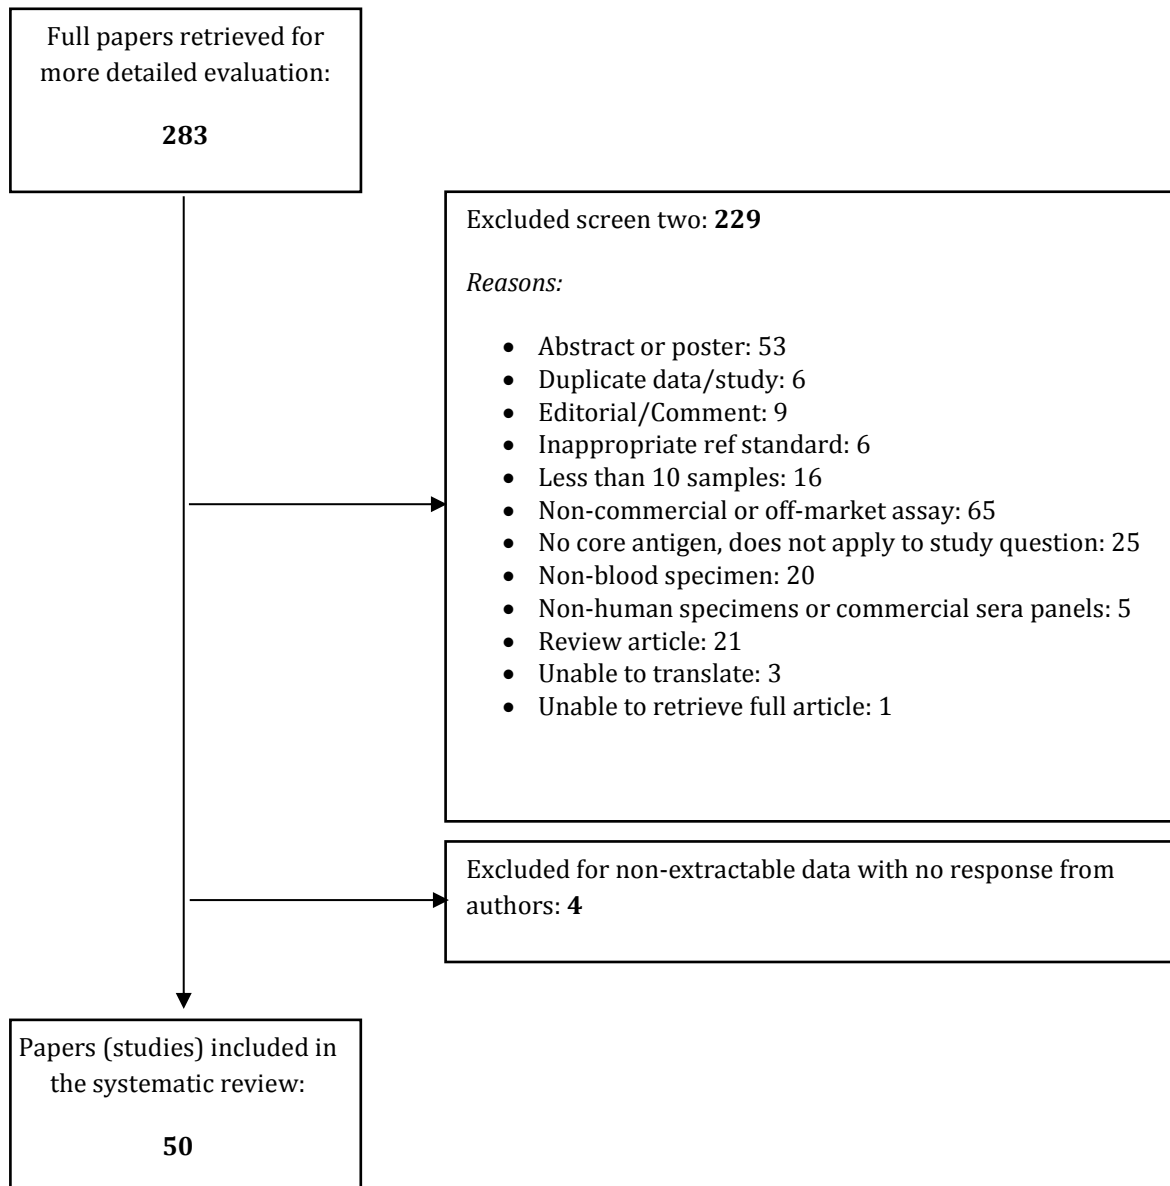 Full papers retrieved for
more detailed evaluation:
283
Excluded screen two: 229
Reasons:
• Abstract or poster: 53
• Duplicate data/study: 6
• Editorial/Comment: 9
• Inappropriate ref standard: 6
• Less than 10 samples: 16
• Non-commercial or off-market assay: 65
• No core antigen, does not apply to study question: 25
• Non-blood specimen: 20
• Non-human specimens or commercial sera panels: 5
• Review article: 21
• Unable to translate: 3
• Unable to retrieve full article: 1
Excluded for non-extractable data with no response from
authors: 4
Papers (studies) included in
the systematic review:
50